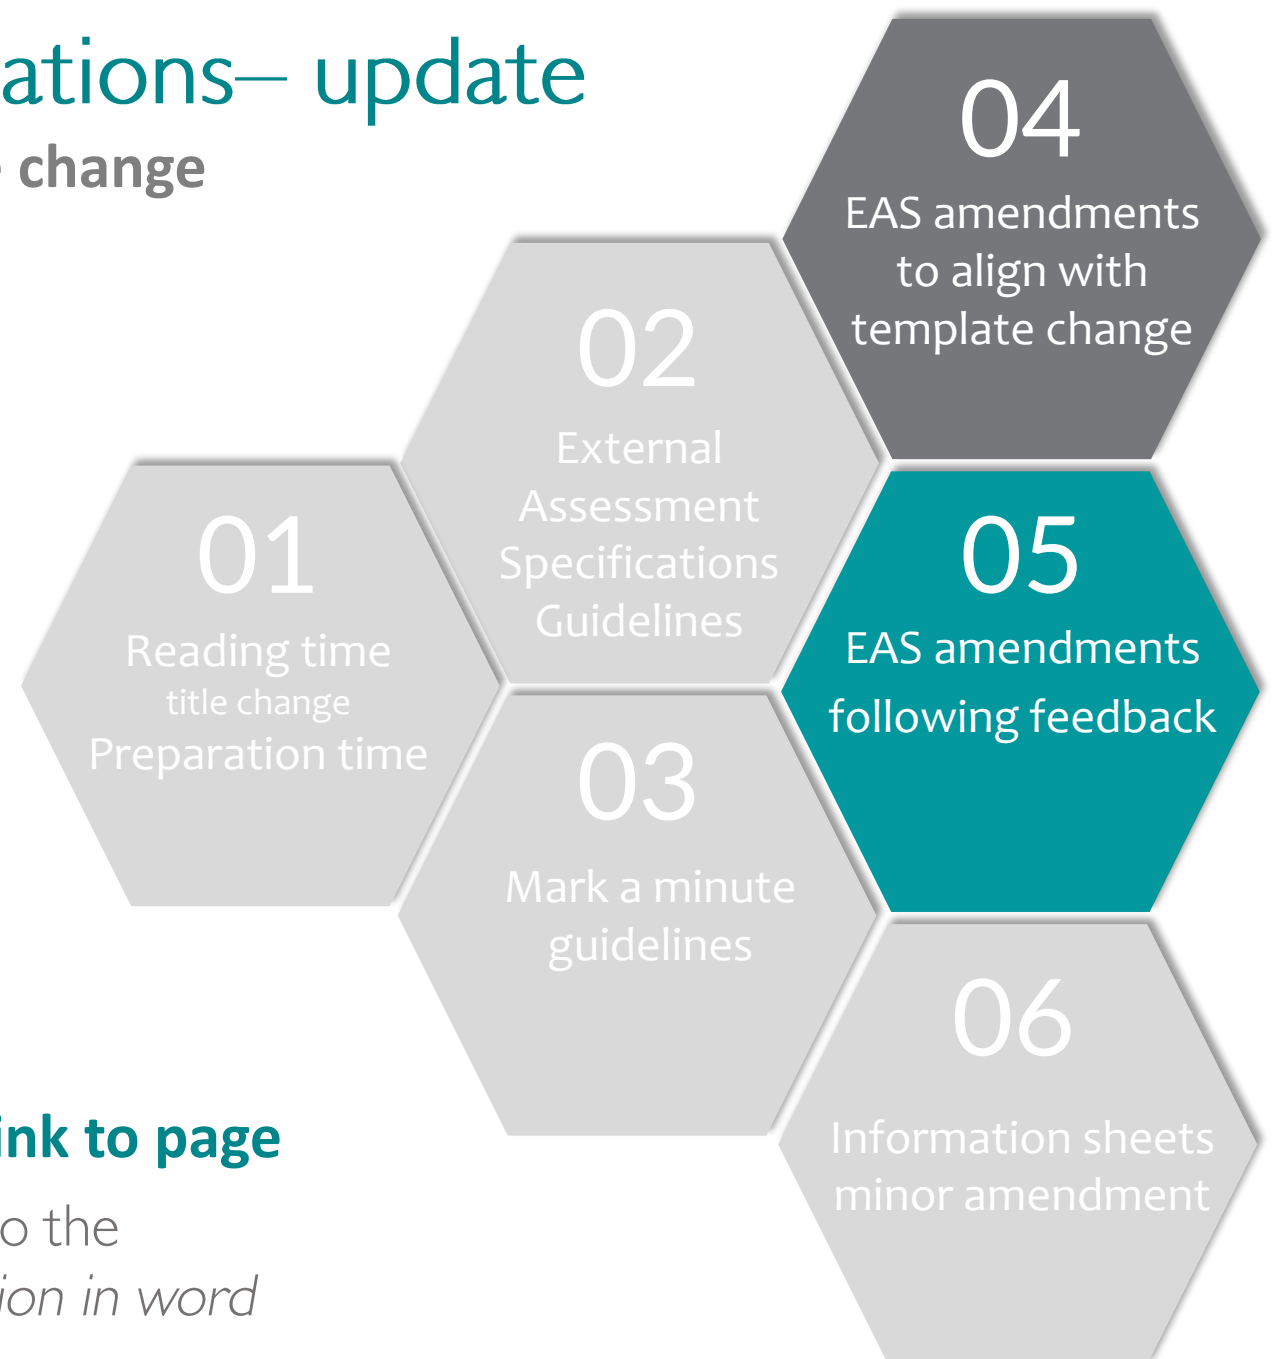 ations– update
change
04
EAS amendments
to align with
template change
02
External
Assessment
Specifications
Guidelines
01
Reading time
title change
Preparation time
05
EAS amendments
following feedback
03
Mark a minute
guidelines
06
Information sheets
minor amendment
ink to page
o the
ion in word